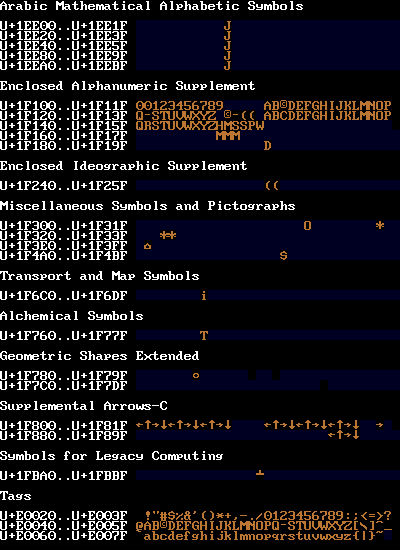 Arabic Mathematical Alphabetic Symbols
U+1EE00..U+1EE1F J
U+1EE20..U+1EE3F J
U+1EE40..U+1EE5F J
U+1EE80..U+1EE9F J
U+1EEA0..U+1EEBF J
Enclosed Alphanumeric Supplement
U+1F100..U+1F11F 00123456789 AB©DEFGHIJKLMNOP
U+1F120..U+1F13F Q-STUVWXYZ ©-(( ABCDEFGHIJKLMNOP
U+1F140..U+1F15F QRSTUVWXYZHMSSPW
U+1F160..U+1F17F MMM
U+1F180..U+1F19F D
Enclosed Ideographic Supplement
U+1F240..U+1F25F ((
Miscellaneous Symbols and Pictographs
U+1F300..U+1F31F O *
U+1F320..U+1F33F **
U+1F3E0..U+1F3FF ⌂
U+1F4A0..U+1F4BF $
Transport and Map Symbols
U+1F6C0..U+1F6DF i
Alchemical Symbols
U+1F760..U+1F77F T
Geometric Shapes Extended
U+1F780..U+1F79F o
U+1F7C0..U+1F7DF
Supplemental Arrows-C
U+1F800..U+1F81F ←↑→↓←↑→↓←↑→↓ ←↑→↓←↑→↓←↑→↓ →
U+1F880..U+1F89F ←↑→↓
Symbols for Legacy Computing
U+1FBA0..U+1FBBF ┴
Tags
U+E0020..U+E003F !"#$%&'()*+,-./0123456789:;<=>?
U+E0040..U+E005F @AB©DEFGHIJKLMNOPQ-STUVWXYZ[\]^_
U+E0060..U+E007F `abcdefghijklmnopqrstuvwxyz{|}~